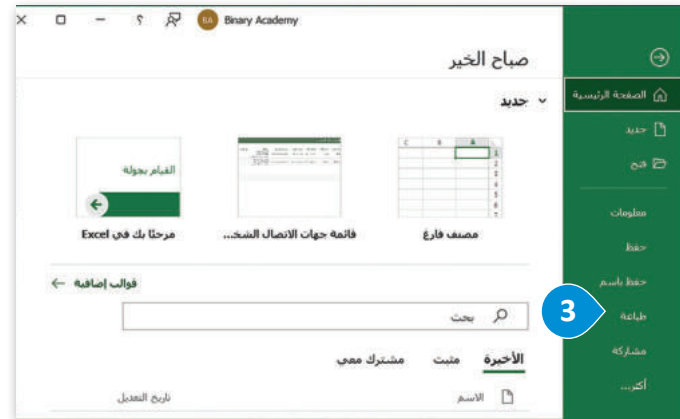 Binary Academy
BA
صباح الخير
جديد
القيام بجولة
مصنف فارغ
قائمة جهات الاتصال الشخ...
مرحبًا بك في Excel
قوالب إضافية
بحث
الأخيرة
مثبت
مشترك معي
الاسم
تاريخ التعديل
الصفحة الرئيسية
جديد
فتح
معلومات
حفظ
حفظ باسم
طباعة
3
مشاركة
أكثر...